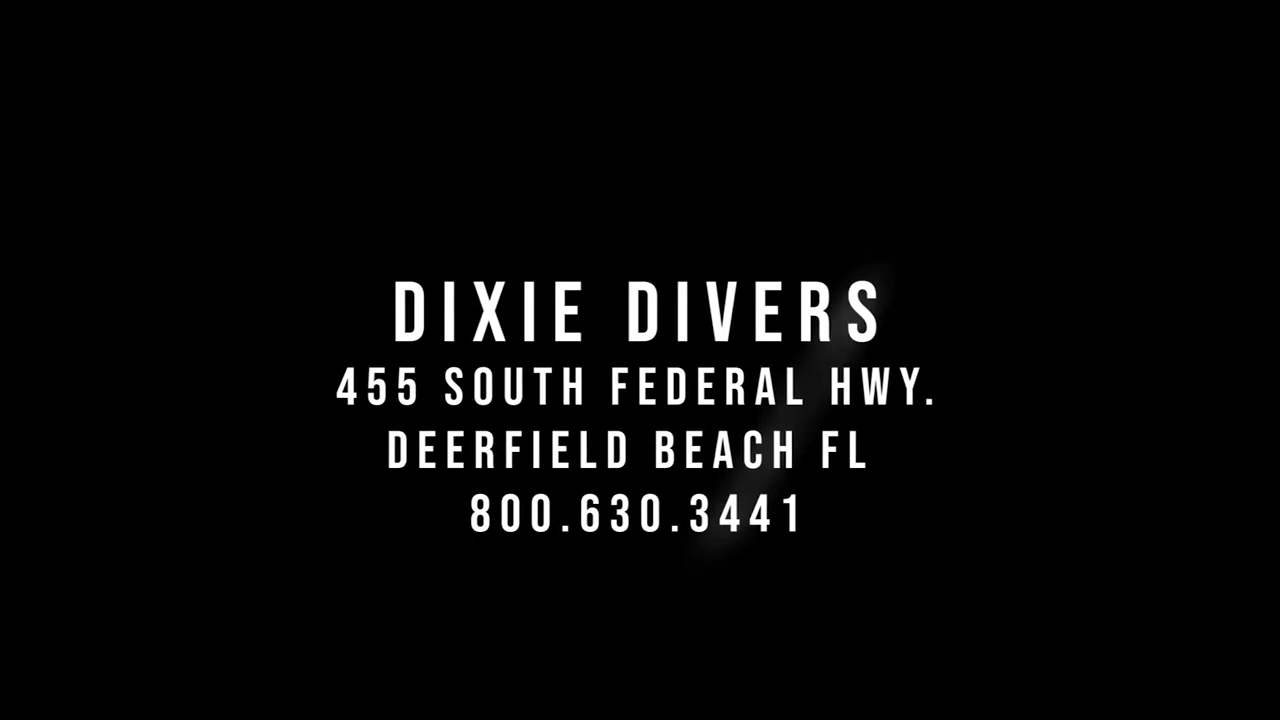 DIXIE DIVERS
455 SOUTH FEDERAL HWY.
DEERFIELD BEACH FL
800.630.3441